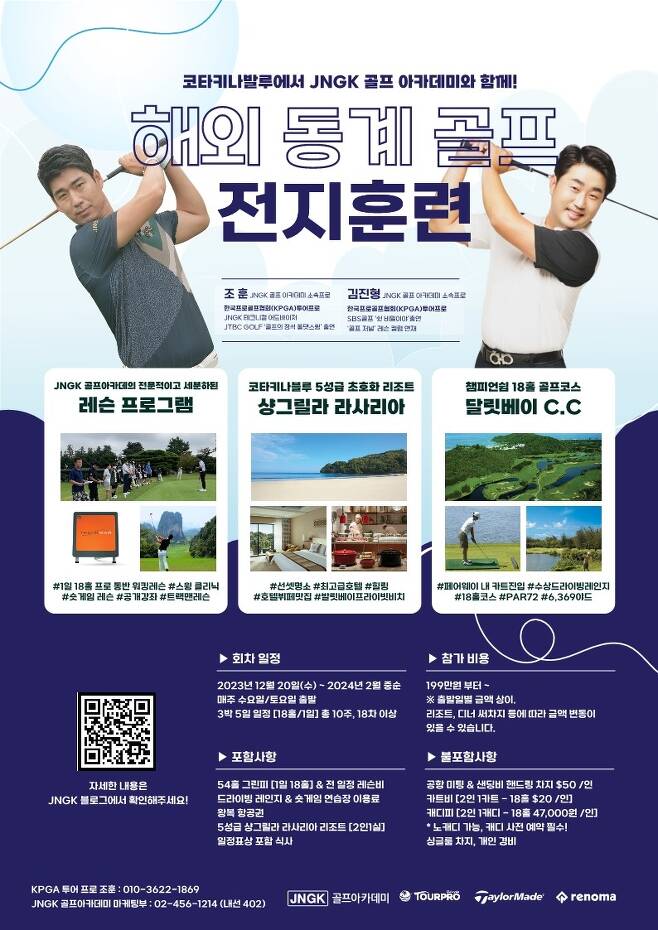 코타키나발루에서 JNGK 골프 아카데미와 함께!
해외 동계 골프
전지훈련
조 훈 JNGK 골프 아카데미 소속프로
한국프로골프협회(KPGA)투어프로
JNGK 테크니컬 어드바이저
JTBC GOLF '골프의 정석 몰댓스윙' 출연
김진형 JNGK 골프 아카데미 소속프로
한국프로골프협회(KPGA)투어프로
SBS골프 '쉿 비밀이야'출연
'골프 저널' 레슨 컬럼 연재
JNGK 골프아카데의 전문적이고 세분하된
레슨 프로그램
#1일 18홀 프로 동반 워킹레슨 #스윙 클리닉
#숏게임 레슨 #공개강좌 #트랙맨레슨
코타키나블루 5성급 초호화 리조트
샹그릴라 라사리아
#선셋명소 #최고급호텔 #힐링
#호텔뷔페맛집 #발릿베이프라이빗비치
챔피언쉽 18홀 골프코스
달릿베이 C.C
#페어웨이 내 카트진입 #수상드라이빙레인지
#18홀코스 #PAR72 #6,369야드
▶ 회차 일정
2023년 12월 20일(수) ~ 2024년 2월 중순
매주 수요일/토요일 출발
3박 5일 일정 [18홀/1일] 총 10주, 18차 이상
▶ 참가 비용
199만원 부터 ~
※ 출발일별 금액 상이.
리조트, 디너 써차지 등에 따라 금액 변동이
있을 수 있습니다.
▶ 포함사항
54홀 그린피 [1일 18홀] & 전 일정 레슨비
드라이빙 레인지 & 숏게임 연습장 이용료
왕복 항공권
5성급 샹그릴라 라사리아 리조트 [2인1실]
일정표상 포함 식사
▶ 불포함사항
공항 미팅 & 샌딩비 핸드링 차지 $50 /인
카트비 [2인 1카트 - 18홀 $20 /인]
캐디피 [2인 1캐디 - 18홀 47,000원 /인]
* 노캐디 가능, 캐디 사전 예약 필수!
싱글룸 차지, 개인 경비
자세한 내용은
JNGK 블로그에서 확인해주세요!
KPGA 투어 프로 조훈 : 010-3622-1869
JNGK 골프아카데미 마케팅부 : 02-456-1214 (내선 402)
JNGK 골프아카데미 TOURPRO TaylorMade renoma